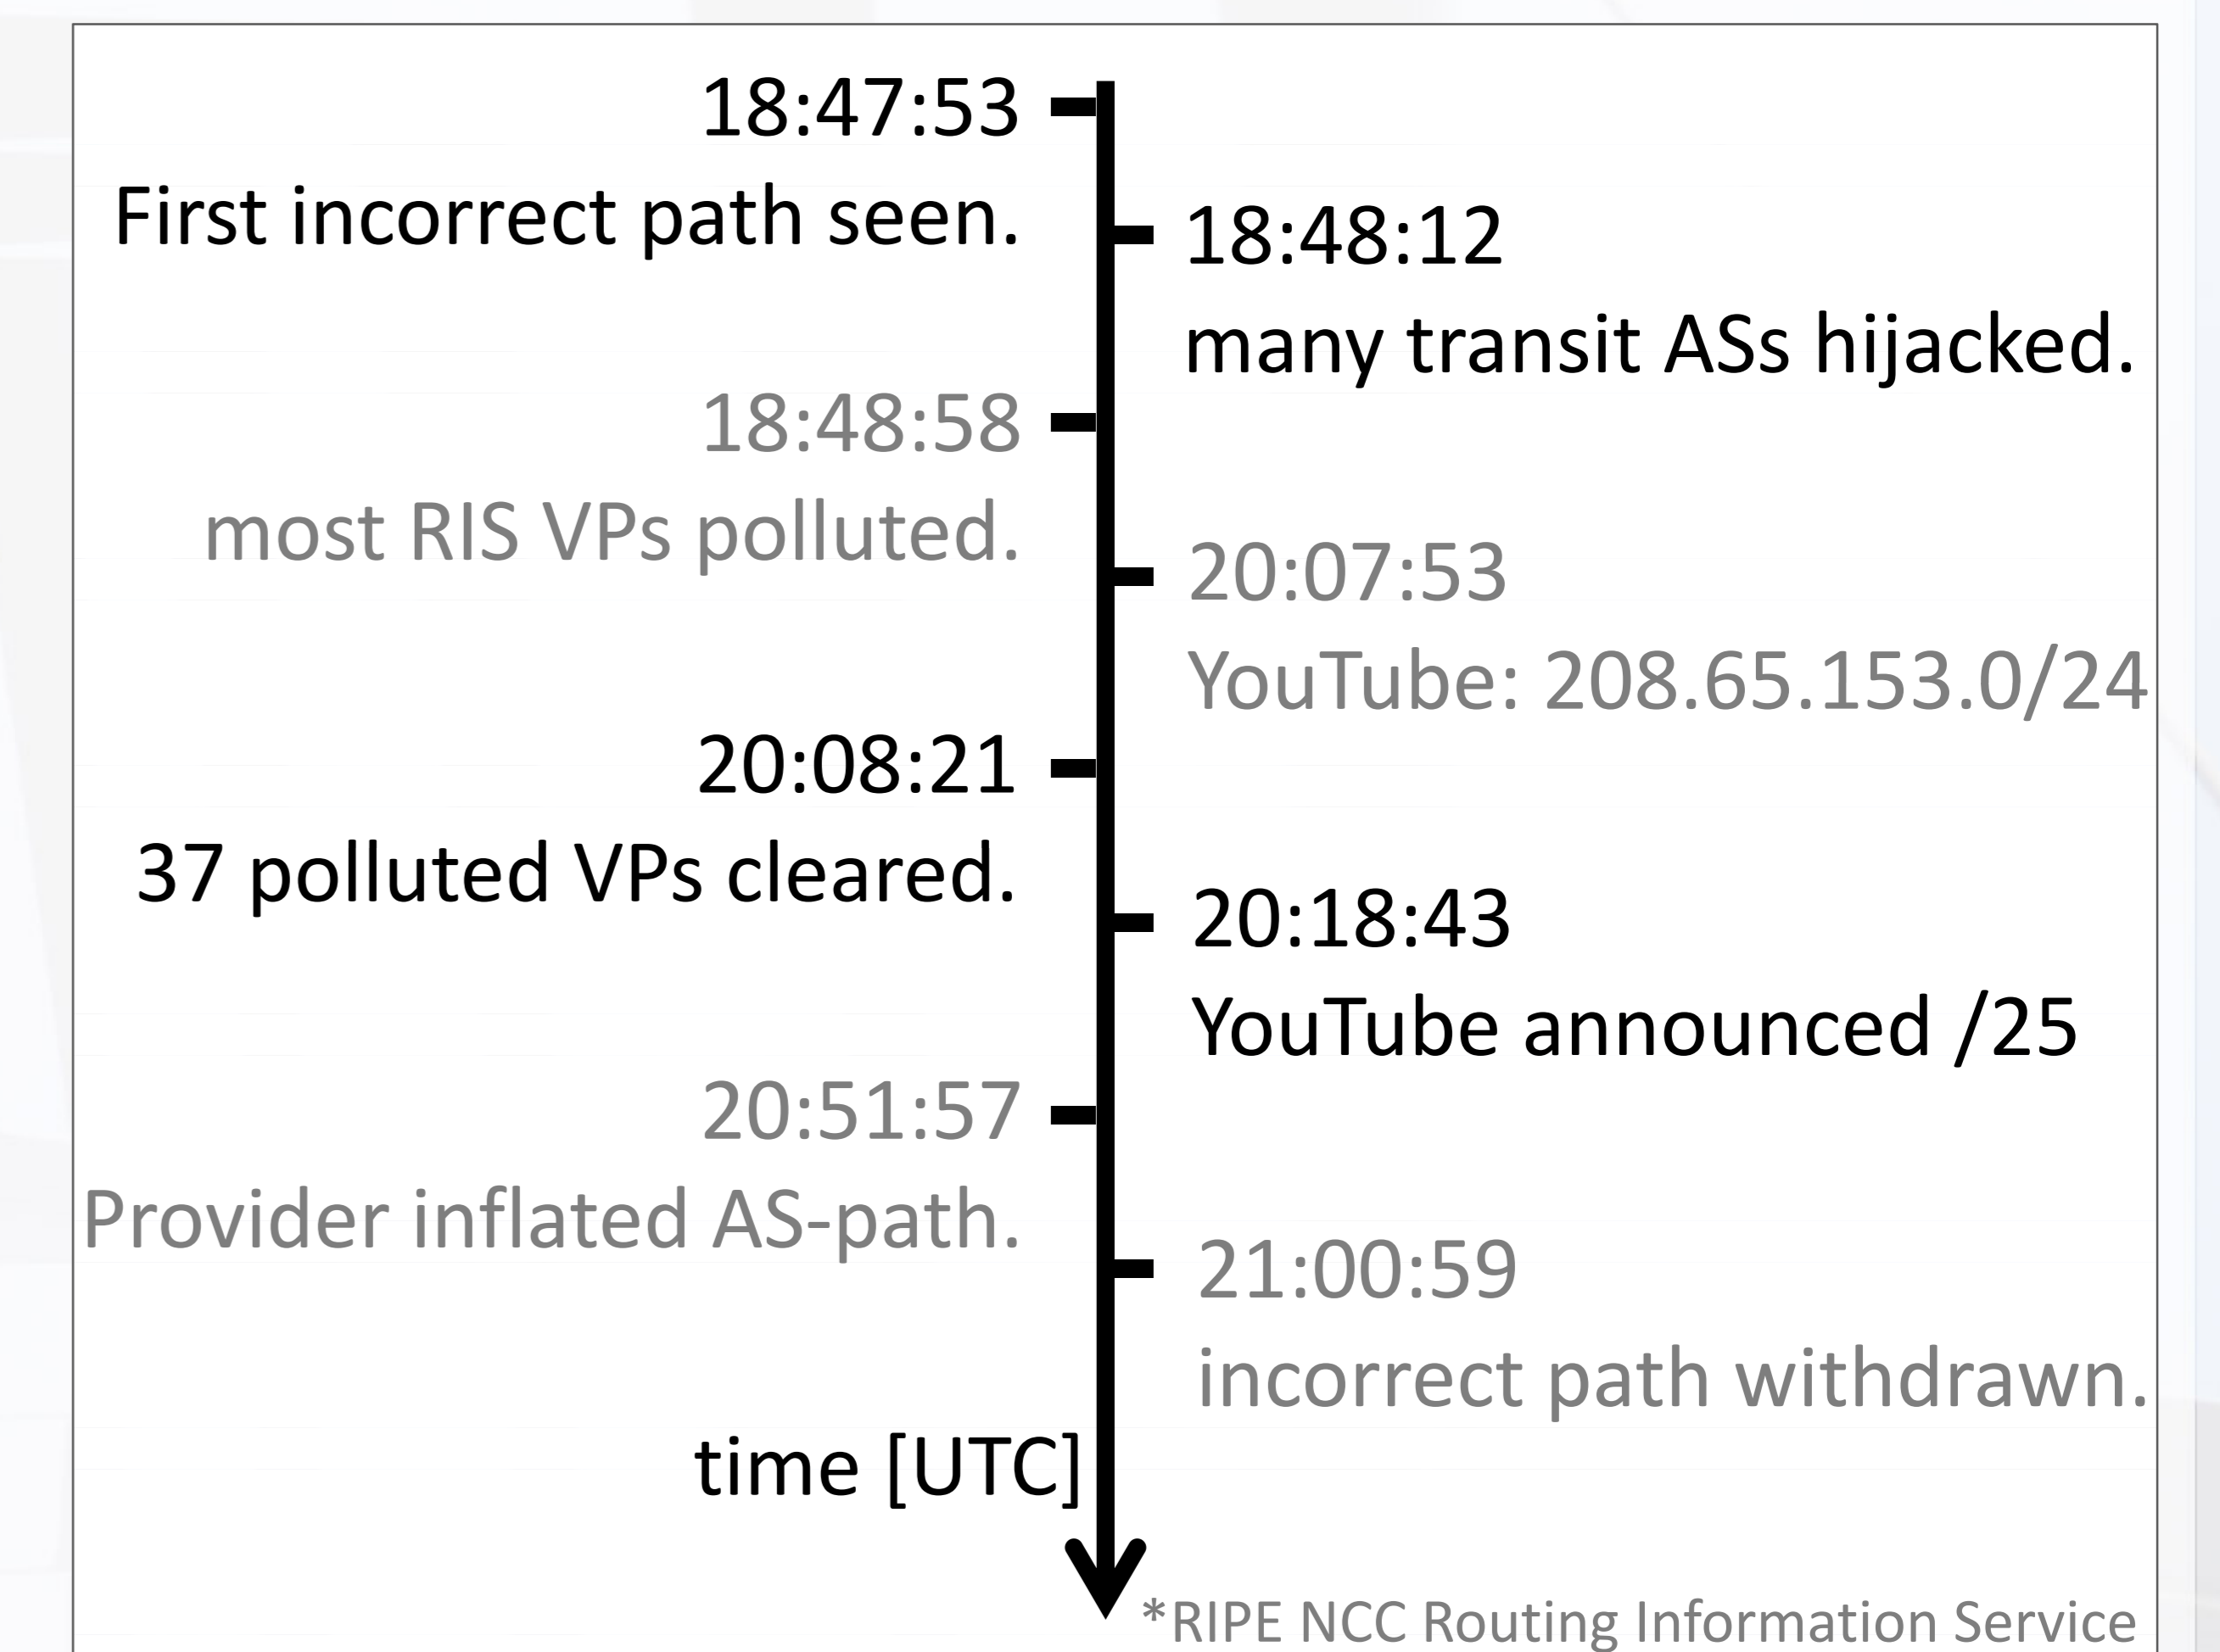 18:47:53
First incorrect path seen.
18:48:12
many transit ASs hijacked.
18:48:58
most RIS VPs polluted.
20:07:53
YouTube: 208.65.153.0/24
20:08:21
37 polluted VPs cleared.
20:18:43
YouTube announced /25
20:51:57
Provider inflated AS-path.
21:00:59
incorrect path withdrawn.
time [UTC]
*RIPE NCC Routing Information Service